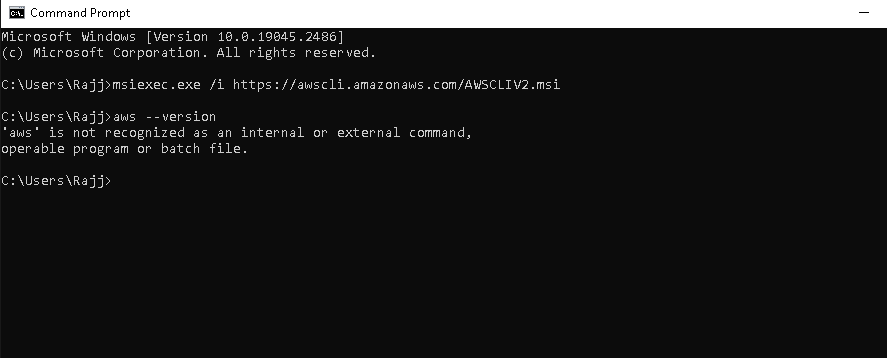 Command Prompt
Microsoft Windows [Version 10.0.19045.2486]
(c) Microsoft Corporation. All rights reserved.
C:\Users\Rajj>msiexec.exe /i https://awscli.amazonaws.com/AWSCLIV2.msi
C:\Users\Rajj>aws --version
'aws' is not recognized as an internal or external command,
operable program or batch file.
C:\Users\Rajj>